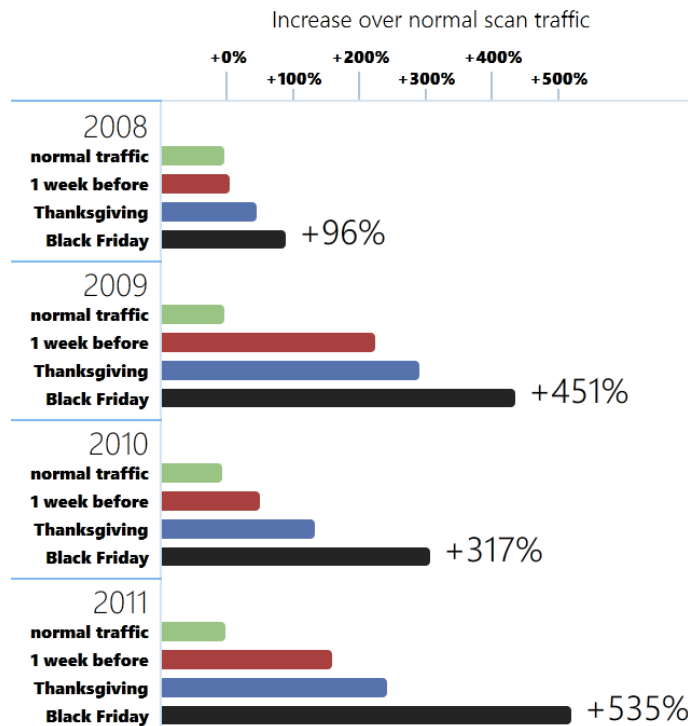 Increase over normal scan traffic
+0% +200% +400%
+100% +300% +500%
2008
normal traffic
1 week before
Thanksgiving
Black Friday +96%
2009
normal traffic
1 week before
Thanksgiving
Black Friday +451%
2010
normal traffic
1 week before
Thanksgiving
Black Friday +317%
2011
normal traffic
1 week before
Thanksgiving
Black Friday +535%